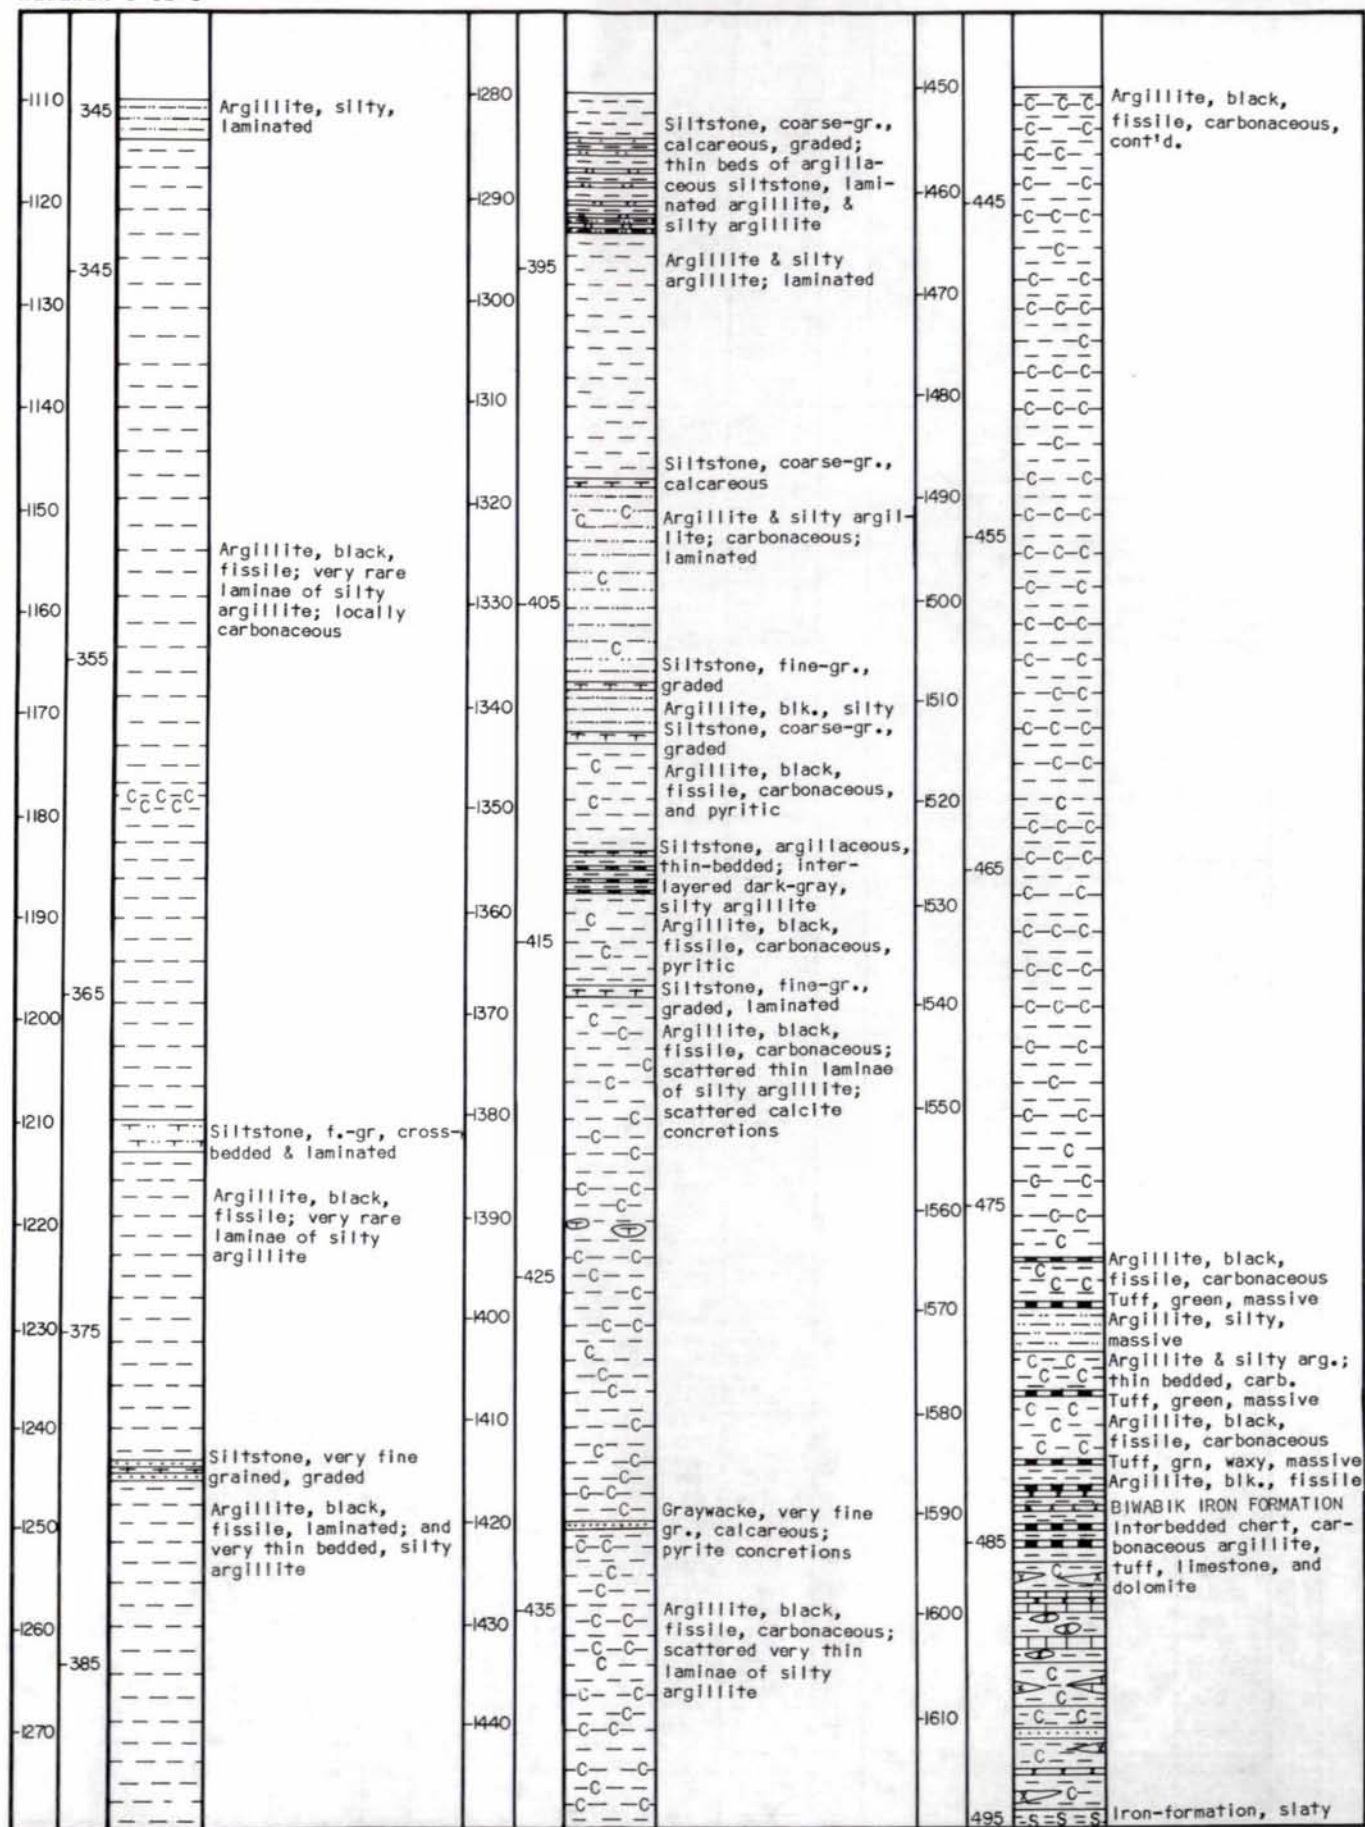 1110
1120
1130
1140
1150
1160
1170
1180
1190
1200
1210
1220
1230
1240
1250
1260
1270
345
345
355
365
375
385
Argillite, silty,
laminated
Argillite, black,
fissile; very rare
laminae of silty
argillite; locally
carbonaceous
Siltstone, f.-gr, cross-
bedded & laminated
Argillite, black,
fissile; very rare
laminae of silty
argillite
Siltstone, very fine
grained, graded
Argillite, black,
fissile, laminated; and
very thin bedded, silty
argillite
1280
1290
1300
1310
1320
1330
1340
1350
1360
1370
1380
1390
1400
1410
1420
1430
1440
395
405
415
425
435
Siltstone, coarse-gr.,
calcareous, graded;
thin beds of argilla-
ceous siltstone, lami-
nated argillite, &
silty argillite
Argillite & silty
argillite; laminated
Siltstone, coarse-gr.,
calcareous
Argillite & silty argil-
lite; carbonaceous;
laminated
Siltstone, fine-gr.,
graded
Argillite, blk., silty
Siltstone, coarse-gr.,
graded
Argillite, black,
fissile, carbonaceous,
and pyritic
Siltstone, argillaceous,
thin-bedded; inter-
layered dark-gray,
silty argillite
Argillite, black,
fissile, carbonaceous,
pyritic
Siltstone, fine-gr.,
graded, laminated
Argillite, black,
fissile, carbonaceous;
scattered thin laminae
of silty argillite;
scattered calcite
concretions
Graywacke, very fine
gr., calcareous;
pyrite concretions
Argillite, black,
fissile, carbonaceous;
scattered very thin
laminae of silty
argillite
1450
1460
1470
1480
1490
1500
1510
1520
1530
1540
1550
1560
1570
1580
1590
1600
1610
445
455
465
475
485
495
Argillite, black,
fissile, carbonaceous,
cont'd.
Argillite, black,
fissile, carbonaceous
Tuff, green, massive
Argillite, silty,
massive
Argillite & silty arg.;
thin bedded, carb.
Tuff, green, massive
Argillite, black,
fissile, carbonaceous
Tuff, grn, waxy, massive
Argillite, blk., fissile
BIWABIK IRON FORMATION
Interbedded chert, car-
bonaceous argillite,
tuff, limestone, and
dolomite
Iron-formation, slaty